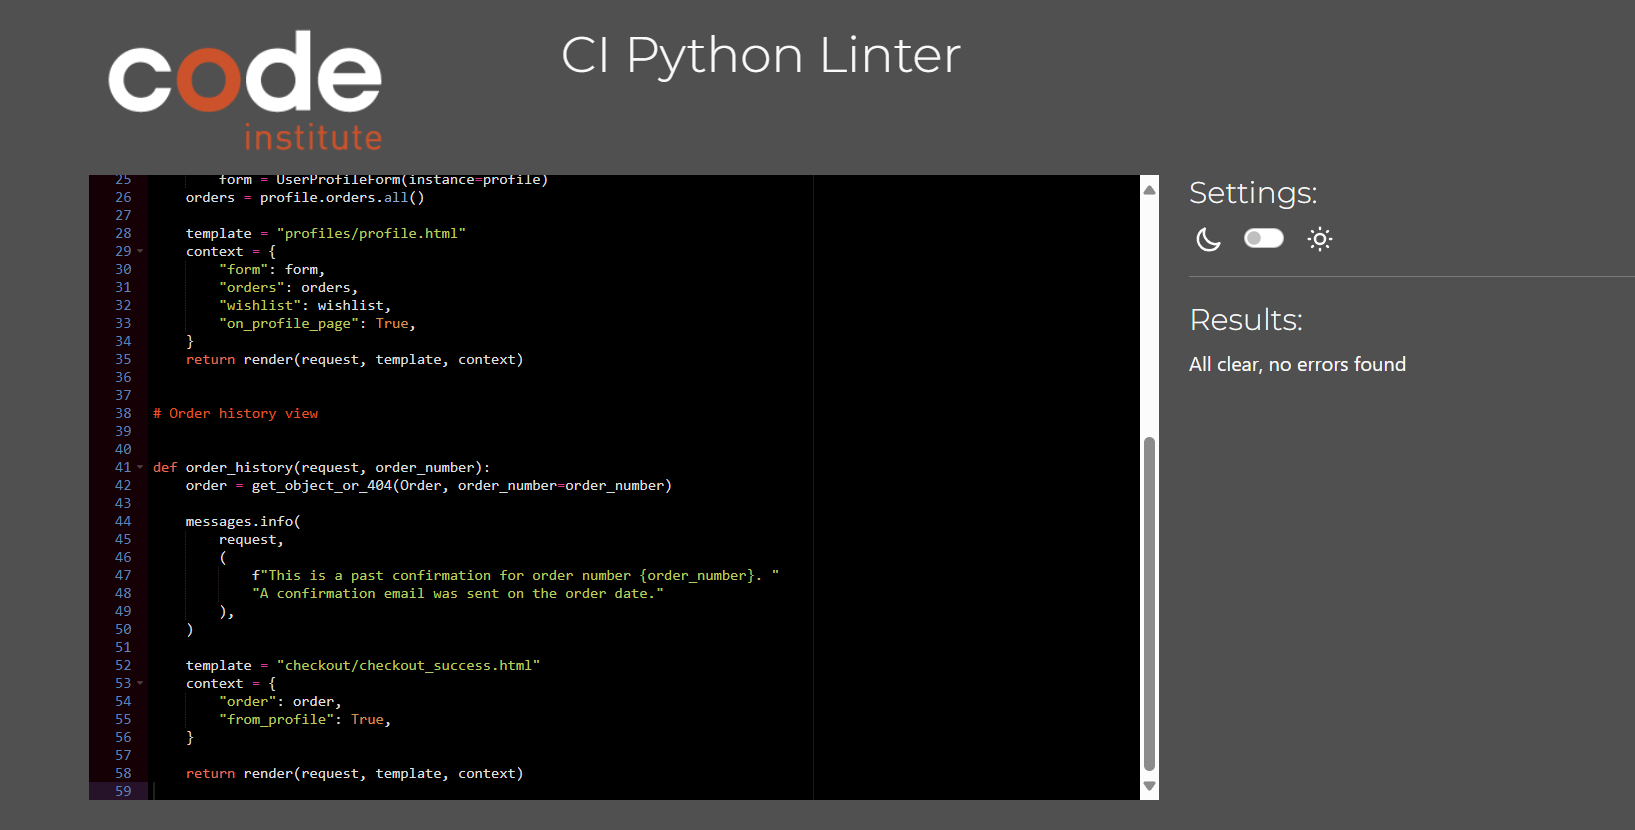 code
institute
CI Python Linter
25 form = UserProfileForm(instance=profile)
26 orders = profile.orders.all()
27
28 template = "profiles/profile.html"
29 context = {
30 "form": form,
31 "orders": orders,
32 "wishlist": wishlist,
33 "on_profile_page": True,
34 }
35 return render(request, template, context)
36
37
38 # Order history view
39
40
41 def order_history(request, order_number):
42 order = get_object_or_404(Order, order_number=order_number)
43
44 messages.info(
45 request,
46 (
47 f"This is a past confirmation for order number {order_number}. "
48 "A confirmation email was sent on the order date."
49 ),
50 )
51
52 template = "checkout/checkout_success.html"
53 context = {
54 "order": order,
55 "from_profile": True,
56 }
57
58 return render(request, template, context)
59
Settings:
Results:
All clear, no errors found